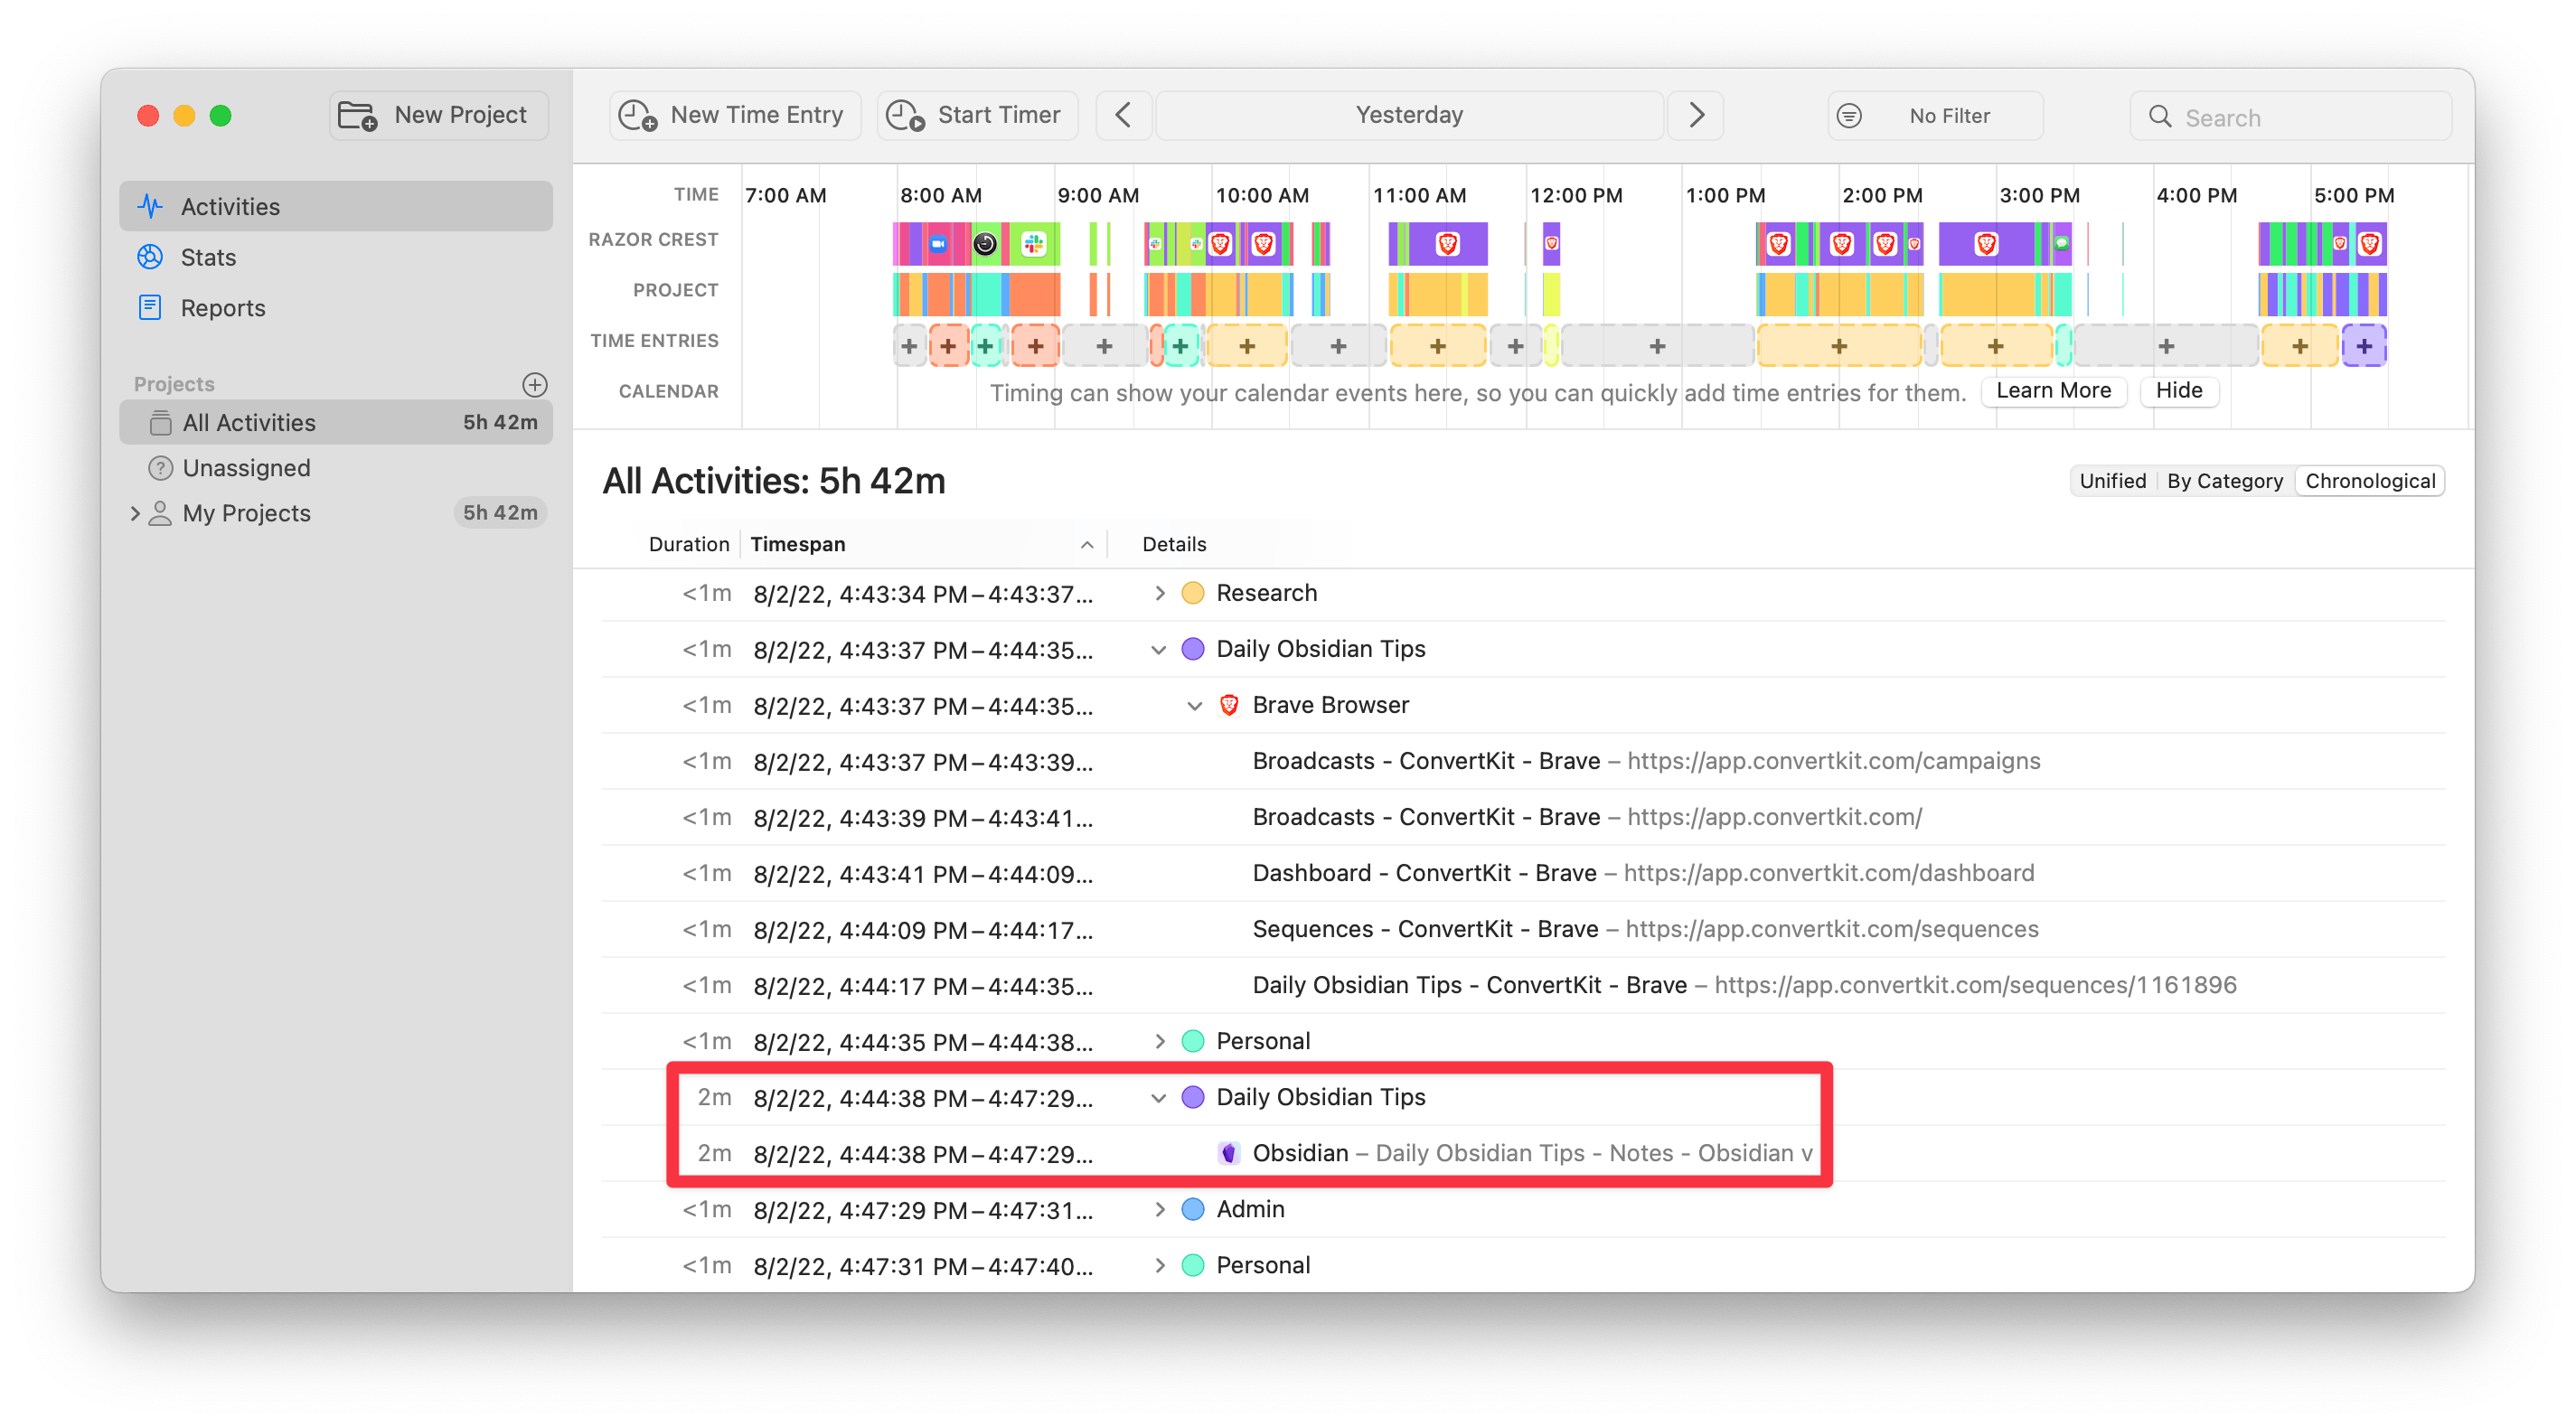 New Project
New Time Entry
Start Timer
Yesterday
No Filter
Search
Activities
Stats
Reports
Projects
All Activities 5h 42m
Unassigned
My Projects 5h 42m
TIME 7:00 AM 8:00 AM 9:00 AM 10:00 AM 11:00 AM 12:00 PM 1:00 PM 2:00 PM 3:00 PM 4:00 PM 5:00 PM
RAZOR CREST
PROJECT
TIME ENTRIES
CALENDAR Timing can show your calendar events here, so you can quickly add time entries for them. Learn More Hide
All Activities: 5h 42m
Unified By Category Chronological
Duration Timespan Details
<1m 8/2/22, 4:43:34 PM – 4:43:37... Research
<1m 8/2/22, 4:43:37 PM – 4:44:35... Daily Obsidian Tips
<1m 8/2/22, 4:43:37 PM – 4:44:35... Brave Browser
<1m 8/2/22, 4:43:37 PM – 4:43:39... Broadcasts - ConvertKit - Brave – https://app.convertkit.com/campaigns
<1m 8/2/22, 4:43:39 PM – 4:43:41... Broadcasts - ConvertKit - Brave – https://app.convertkit.com/
<1m 8/2/22, 4:43:41 PM – 4:44:09... Dashboard - ConvertKit - Brave – https://app.convertkit.com/dashboard
<1m 8/2/22, 4:44:09 PM – 4:44:17... Sequences - ConvertKit - Brave – https://app.convertkit.com/sequences
<1m 8/2/22, 4:44:17 PM – 4:44:35... Daily Obsidian Tips - ConvertKit - Brave – https://app.convertkit.com/sequences/1161896
<1m 8/2/22, 4:44:35 PM – 4:44:38... Personal
2m 8/2/22, 4:44:38 PM – 4:47:29... Daily Obsidian Tips
2m 8/2/22, 4:44:38 PM – 4:47:29... Obsidian – Daily Obsidian Tips - Notes - Obsidian v
<1m 8/2/22, 4:47:29 PM – 4:47:31... Admin
<1m 8/2/22, 4:47:31 PM – 4:47:40... Personal